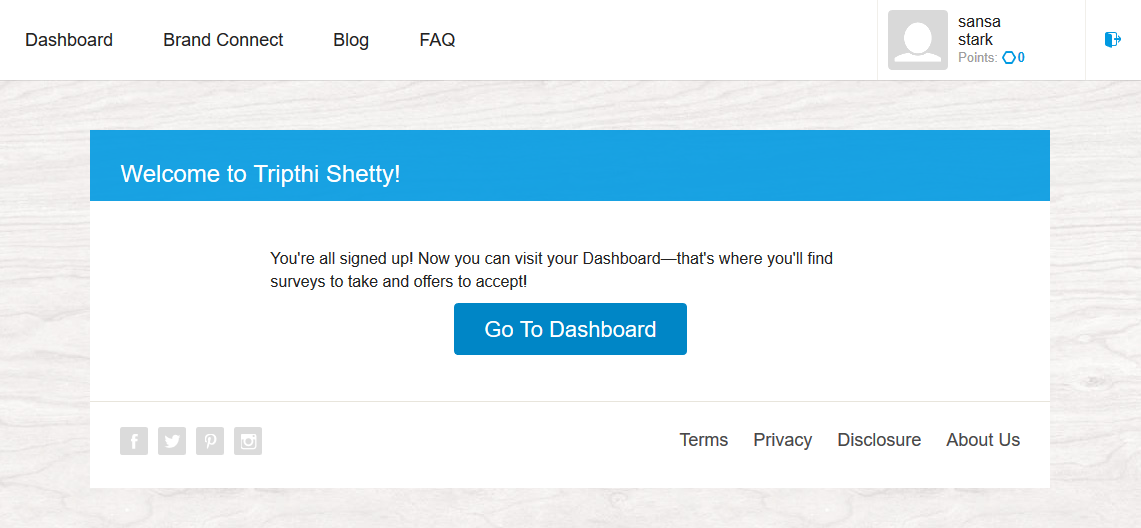 Dashboard Brand Connect Blog FAQ
sansa
stark
Points: 0
Welcome to Tripthi Shetty!
You're all signed up! Now you can visit your Dashboard—that's where you'll find
surveys to take and offers to accept!
Go To Dashboard
Terms Privacy Disclosure About Us